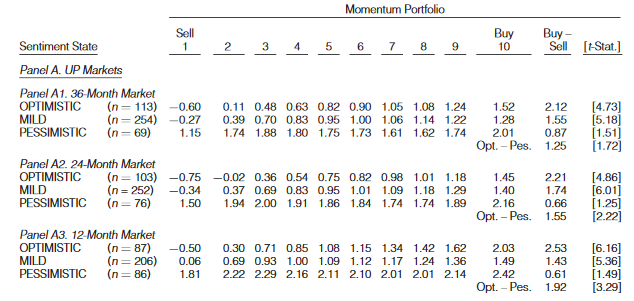 Momentum Portfolio
Sell Buy Buy –
Sentiment State 1 2 3 4 5 6 7 8 9 10 Sell [t-Stat.]
Panel A. UP Markets
Panel A1. 36-Month Market
OPTIMISTIC (n = 113) −0.60 0.11 0.48 0.63 0.82 0.90 1.05 1.08 1.24 1.52 2.12 [4.73]
MILD (n = 254) −0.27 0.39 0.70 0.83 0.95 1.00 1.06 1.14 1.22 1.28 1.55 [5.18]
PESSIMISTIC (n = 69) 1.15 1.74 1.88 1.80 1.75 1.73 1.61 1.62 1.74 2.01 0.87 [1.51]
Opt. – Pes. 1.25 [1.72]
Panel A2. 24-Month Market
OPTIMISTIC (n = 103) −0.75 −0.02 0.36 0.54 0.75 0.82 0.98 1.01 1.18 1.45 2.21 [4.86]
MILD (n = 252) −0.34 0.37 0.69 0.83 0.95 1.01 1.09 1.18 1.29 1.40 1.74 [6.01]
PESSIMISTIC (n = 76) 1.50 1.94 2.00 1.91 1.86 1.84 1.74 1.74 1.89 2.16 0.66 [1.25]
Opt. – Pes. 1.55 [2.22]
Panel A3. 12-Month Market
OPTIMISTIC (n = 87) −0.50 0.30 0.71 0.85 1.08 1.15 1.34 1.42 1.62 2.03 2.53 [6.16]
MILD (n = 206) 0.06 0.69 0.93 1.00 1.09 1.12 1.17 1.24 1.36 1.49 1.43 [5.36]
PESSIMISTIC (n = 86) 1.81 2.22 2.29 2.16 2.11 2.10 2.01 2.01 2.14 2.42 0.61 [1.49]
Opt. – Pes. 1.92 [3.29]